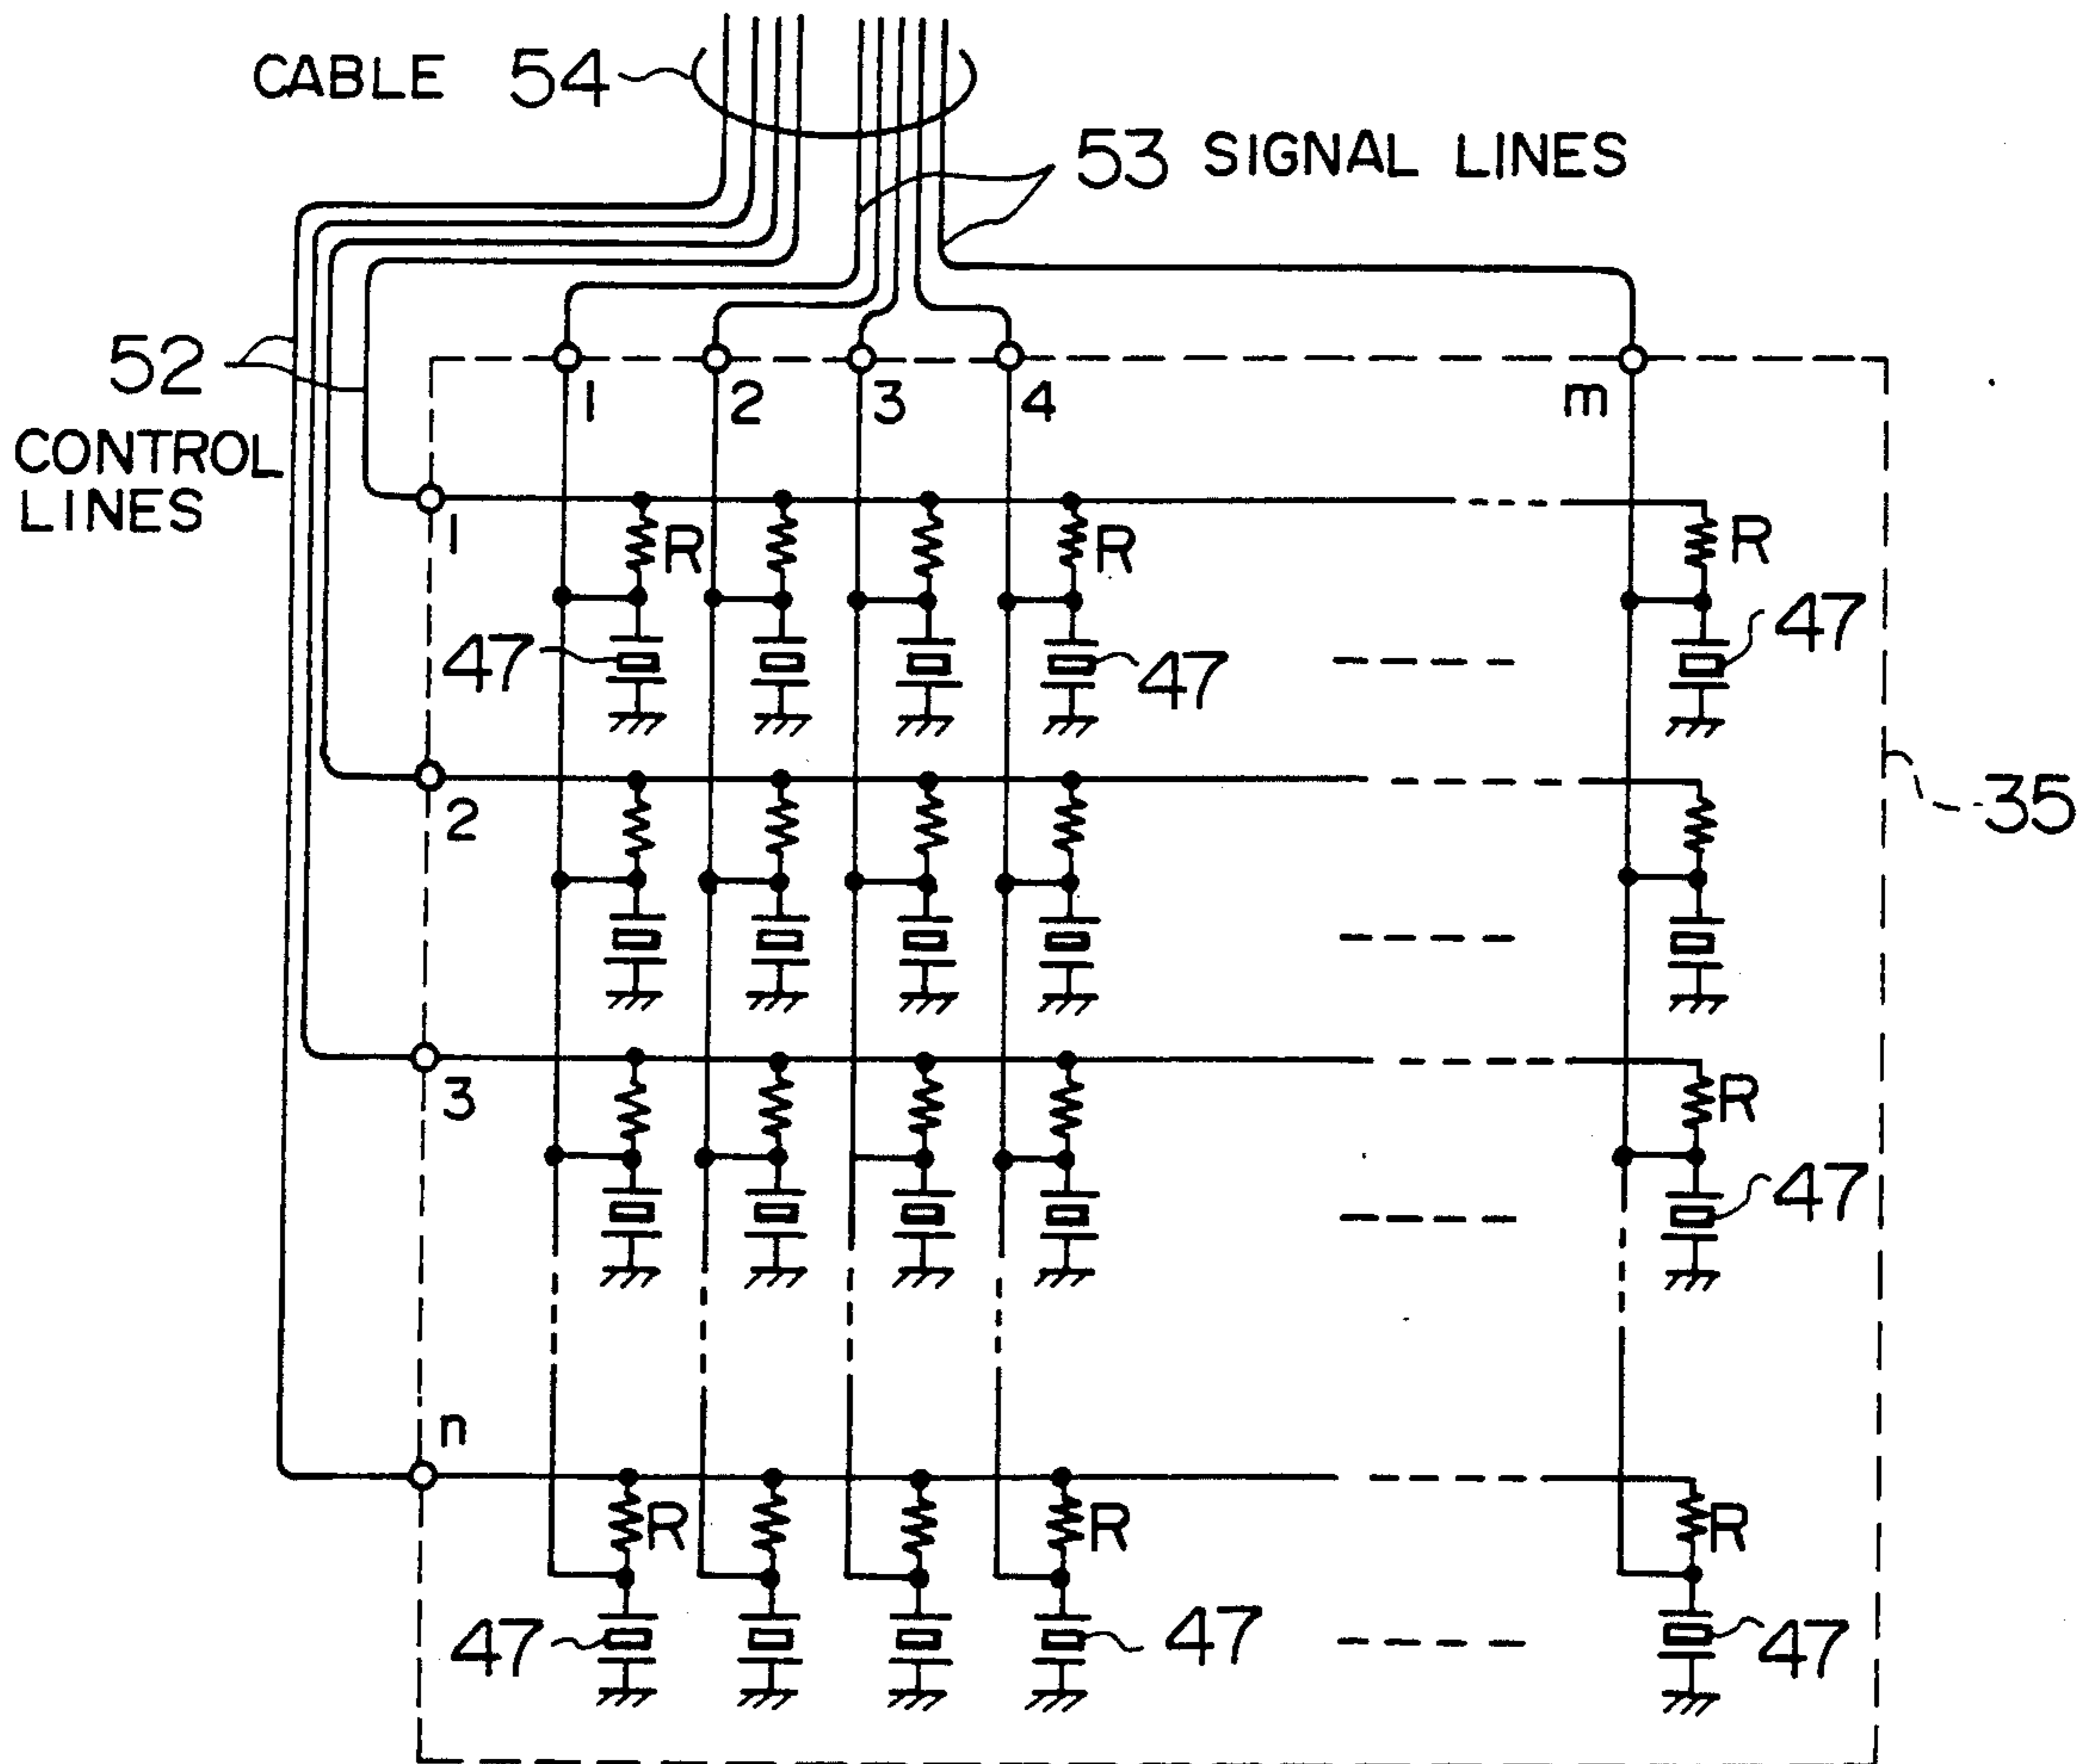 CABLE 54
53 SIGNAL LINES
52
CONTROL
LINES
1 2 3 4 m
1
R R R
47 47 47
2
35
3
R
47
n
R R R
47 47 47